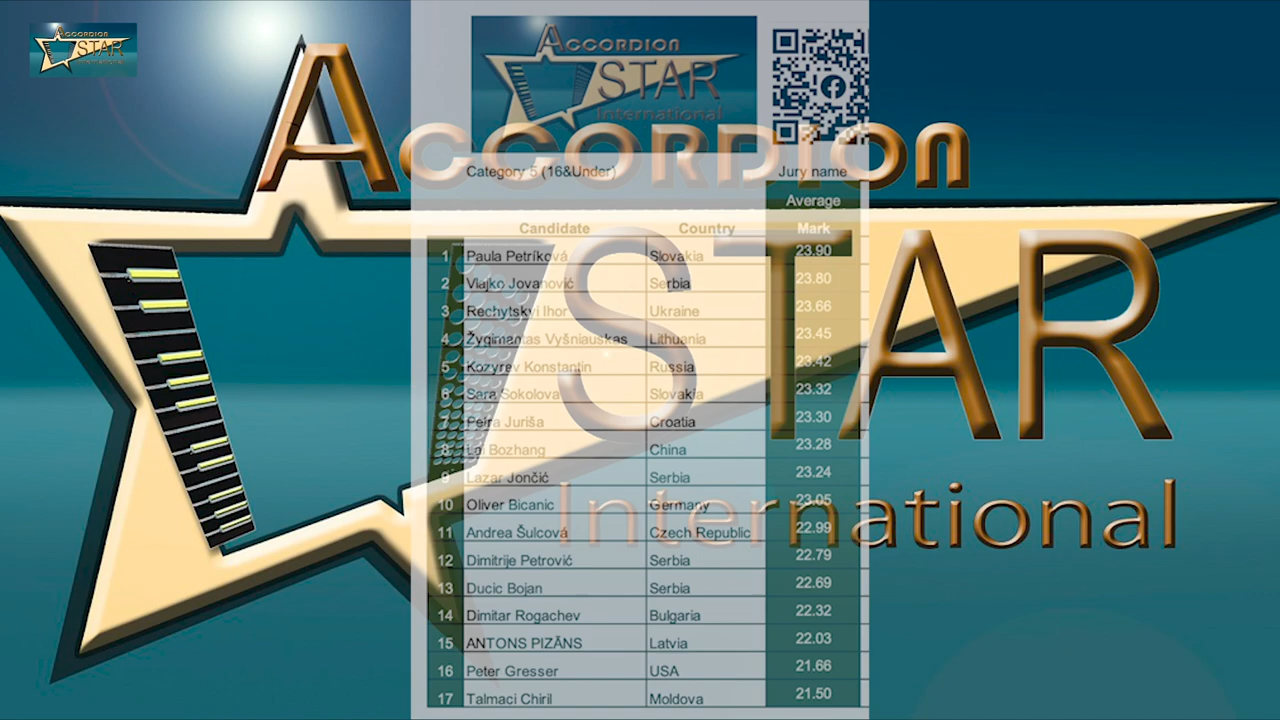 Accordion
STAR
International
Accordion
STAR
International
Accordion
STAR
International
Category 5 (16&Under) Jury name
Average
Candidate Country Mark
1 Paula Petríková Slovakia 23.90
2 Vlajko Jovanović Serbia 23.80
3 Rechytskyi Ihor Ukraine 23.66
4 Žygimantas Vyšniauskas Lithuania 23.45
5 Kozyrev Konstantin Russia 23.42
6 Sara Sokolova Slovakia 23.32
7 Petra Juriša Croatia 23.30
8 Lai Bozhang China 23.28
9 Lazar Jončić Serbia 23.24
10 Oliver Bicanic Germany 23.05
11 Andrea Šulcová Czech Republic 22.99
12 Dimitrije Petrović Serbia 22.79
13 Ducic Bojan Serbia 22.69
14 Dimitar Rogachev Bulgaria 22.32
15 ANTONS PIZĀNS Latvia 22.03
16 Peter Gresser USA 21.66
17 Talmaci Chiril Moldova 21.50